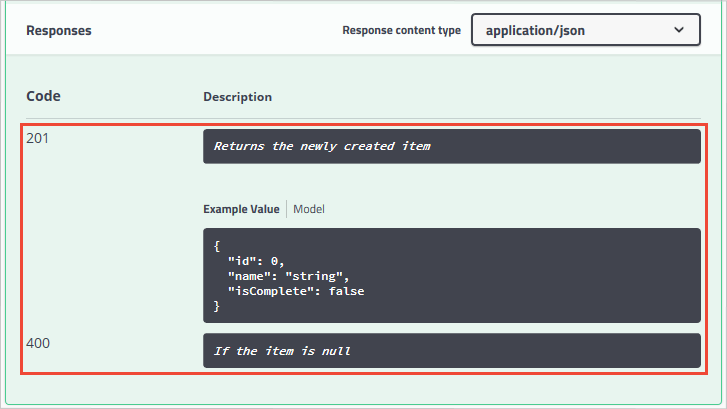 Responses
Response content type application/json
Code Description
201 Returns the newly created item
Example Value Model
{
"id": 0,
"name": "string",
"isComplete": false
}
400 If the item is null